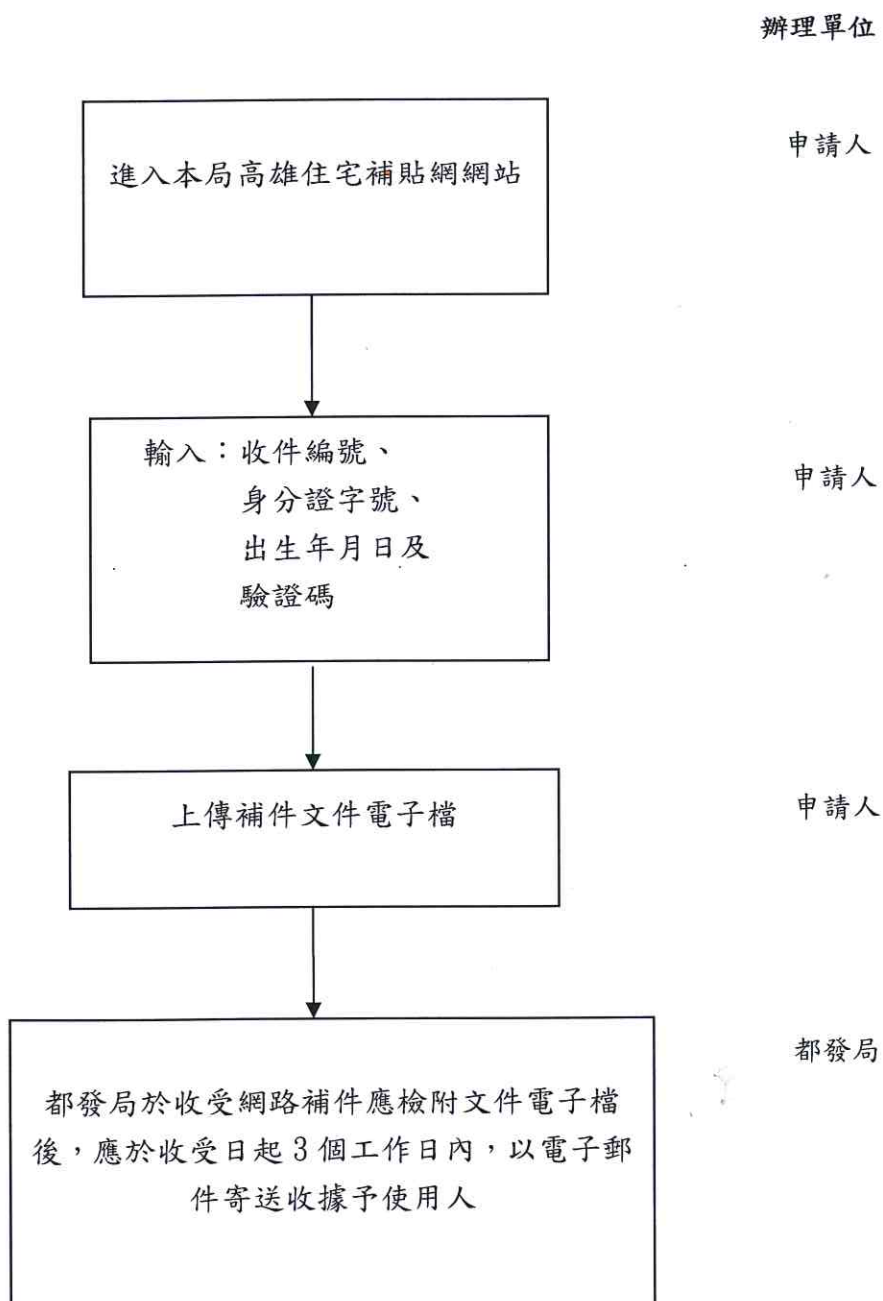 辦理單位
進入本局高雄住宅補貼網網站
申請人
輸入：收件編號、
身分證字號、
出生年月日及
驗證碼
申請人
上傳補件文件電子檔
申請人
都發局於收受網路補件應檢附文件電子檔
後，應於收受日起 3 個工作日內，以電子郵
件寄送收據予使用人
都發局